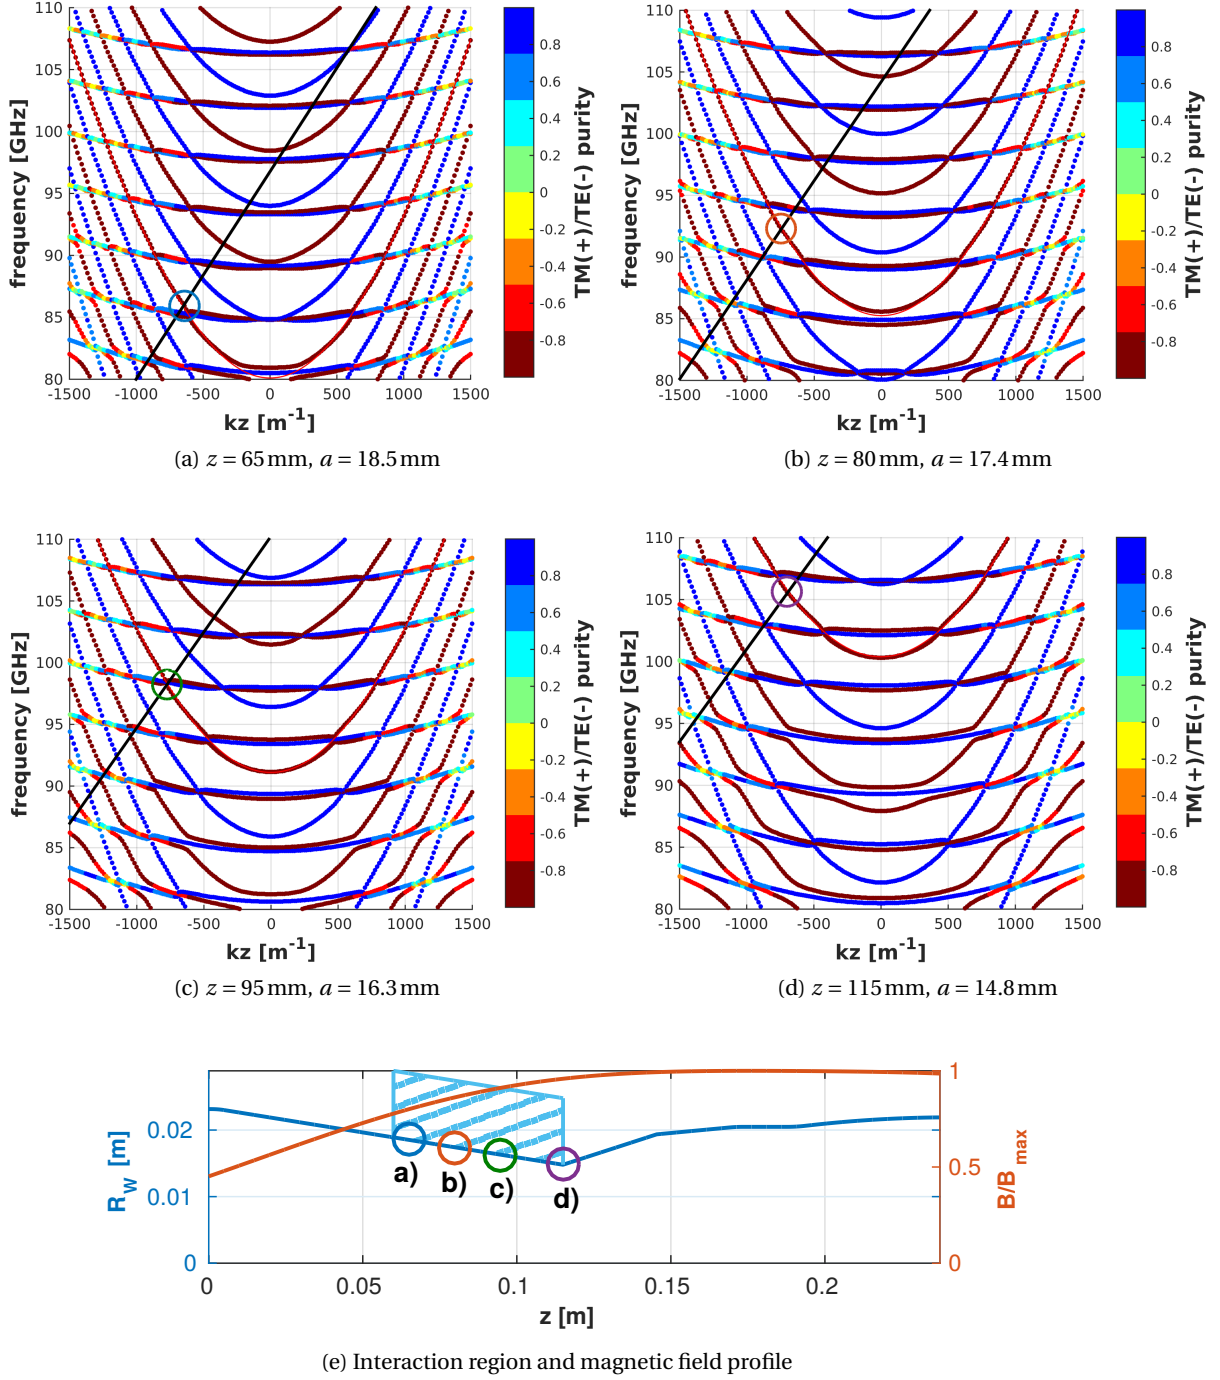 110
105
100
95
90
85
80
frequency [GHz]
-1500 -1000 -500 0 500 1000 1500
kz [m-1]
0.8
0.6
0.4
0.2
0
-0.2
-0.4
-0.6
-0.8
TM(+)/TE(-) purity
(a) z = 65 mm, a = 18.5 mm
110
105
100
95
90
85
80
frequency [GHz]
-1500 -1000 -500 0 500 1000 1500
kz [m-1]
0.8
0.6
0.4
0.2
0
-0.2
-0.4
-0.6
-0.8
TM(+)/TE(-) purity
(b) z = 80 mm, a = 17.4 mm
110
105
100
95
90
85
80
frequency [GHz]
-1500 -1000 -500 0 500 1000 1500
kz [m-1]
0.8
0.6
0.4
0.2
0
-0.2
-0.4
-0.6
-0.8
TM(+)/TE(-) purity
(c) z = 95 mm, a = 16.3 mm
110
105
100
95
90
85
80
frequency [GHz]
-1500 -1000 -500 0 500 1000 1500
kz [m-1]
0.8
0.6
0.4
0.2
0
-0.2
-0.4
-0.6
-0.8
TM(+)/TE(-) purity
(d) z = 115 mm, a = 14.8 mm
0.02
0.01
0
RW [m]
a) b) c) d)
1
0.5
0
B/Bmax
0 0.05 0.1 0.15 0.2
z [m]
(e) Interaction region and magnetic field profile